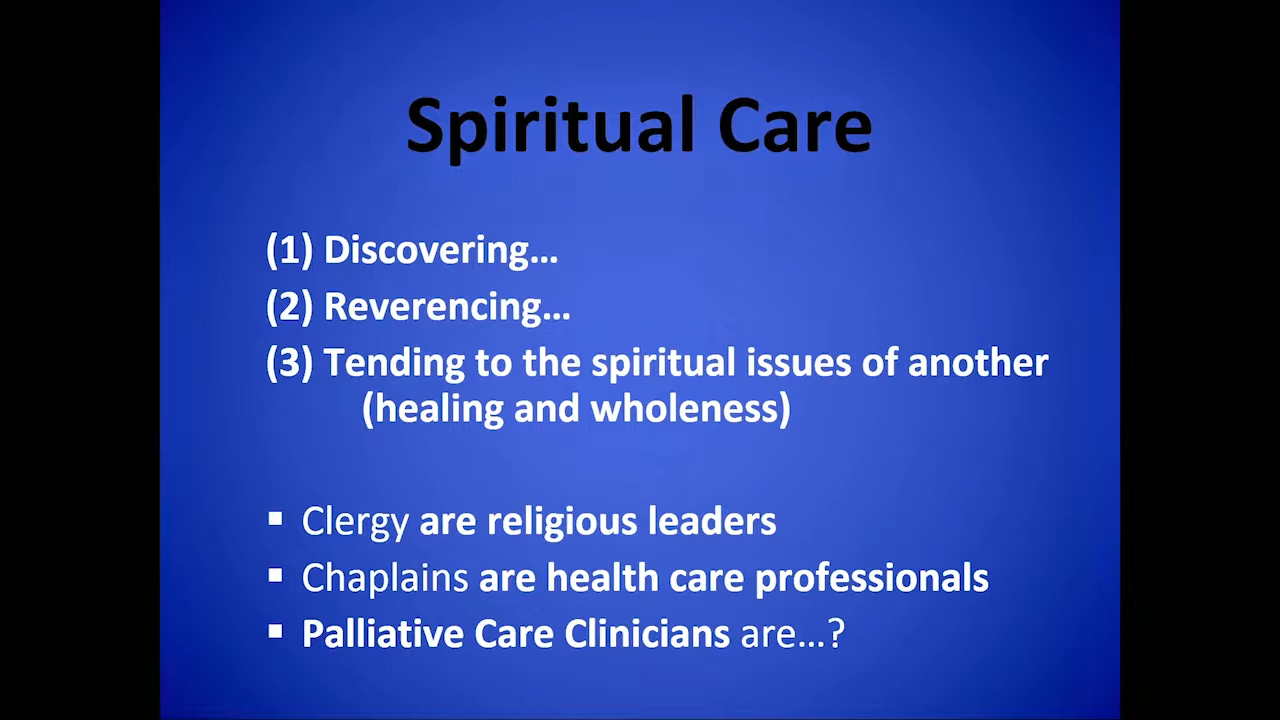 Spiritual Care
(1) Discovering…
(2) Reverencing…
(3) Tending to the spiritual issues of another
(healing and wholeness)
▪ Clergy are religious leaders
▪ Chaplains are health care professionals
▪ Palliative Care Clinicians are…?